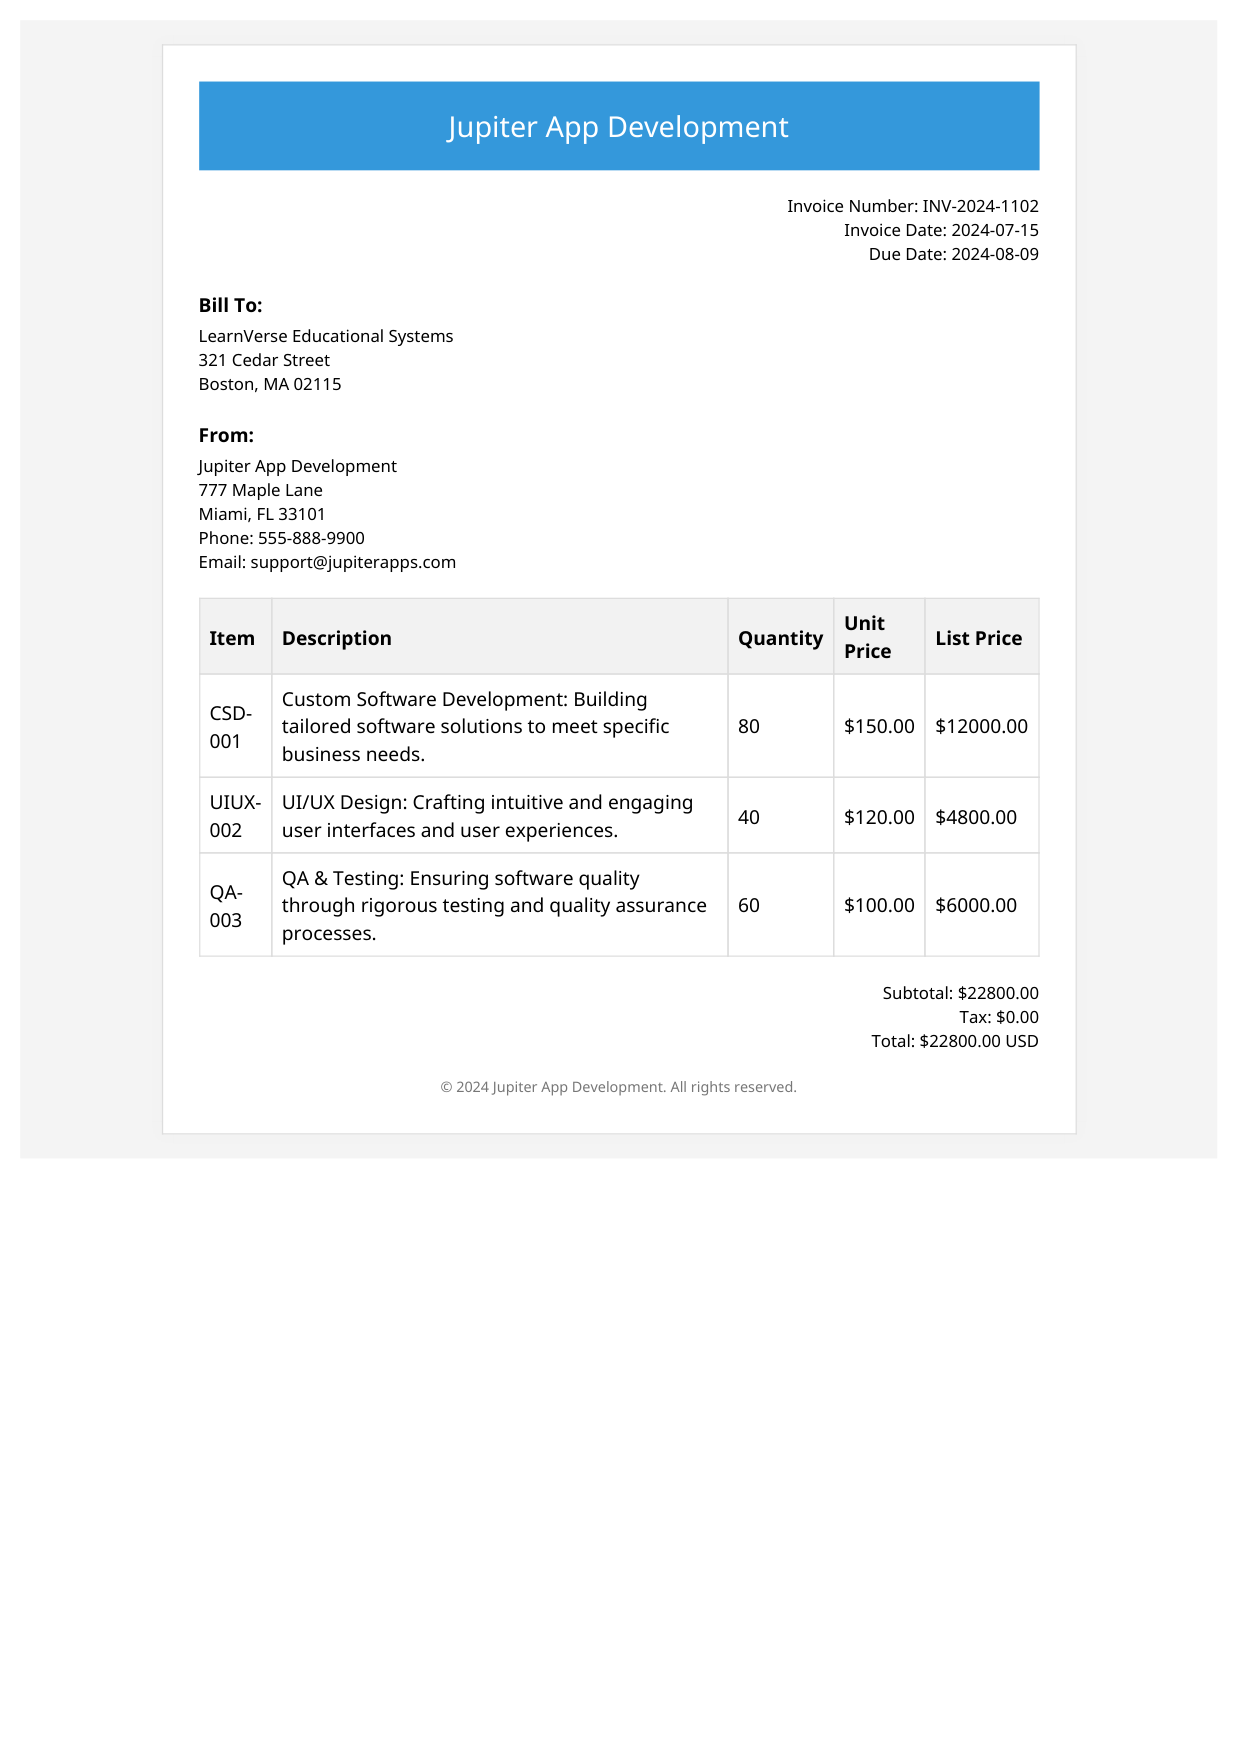 Jupiter App Development
Invoice Number: INV-2024-1102
Invoice Date: 2024-07-15
Due Date: 2024-08-09
Bill To:
LearnVerse Educational Systems
321 Cedar Street
Boston, MA 02115
From:
Jupiter App Development
777 Maple Lane
Miami, FL 33101
Phone: 555-888-9900
Email: support@jupiterapps.com
Item Description Quantity Unit Price List Price
CSD-001 Custom Software Development: Building tailored software solutions to meet specific business needs. 80 $150.00 $12000.00
UIUX-002 UI/UX Design: Crafting intuitive and engaging user interfaces and user experiences. 40 $120.00 $4800.00
QA-003 QA & Testing: Ensuring software quality through rigorous testing and quality assurance processes. 60 $100.00 $6000.00
Subtotal: $22800.00
Tax: $0.00
Total: $22800.00 USD
© 2024 Jupiter App Development. All rights reserved.